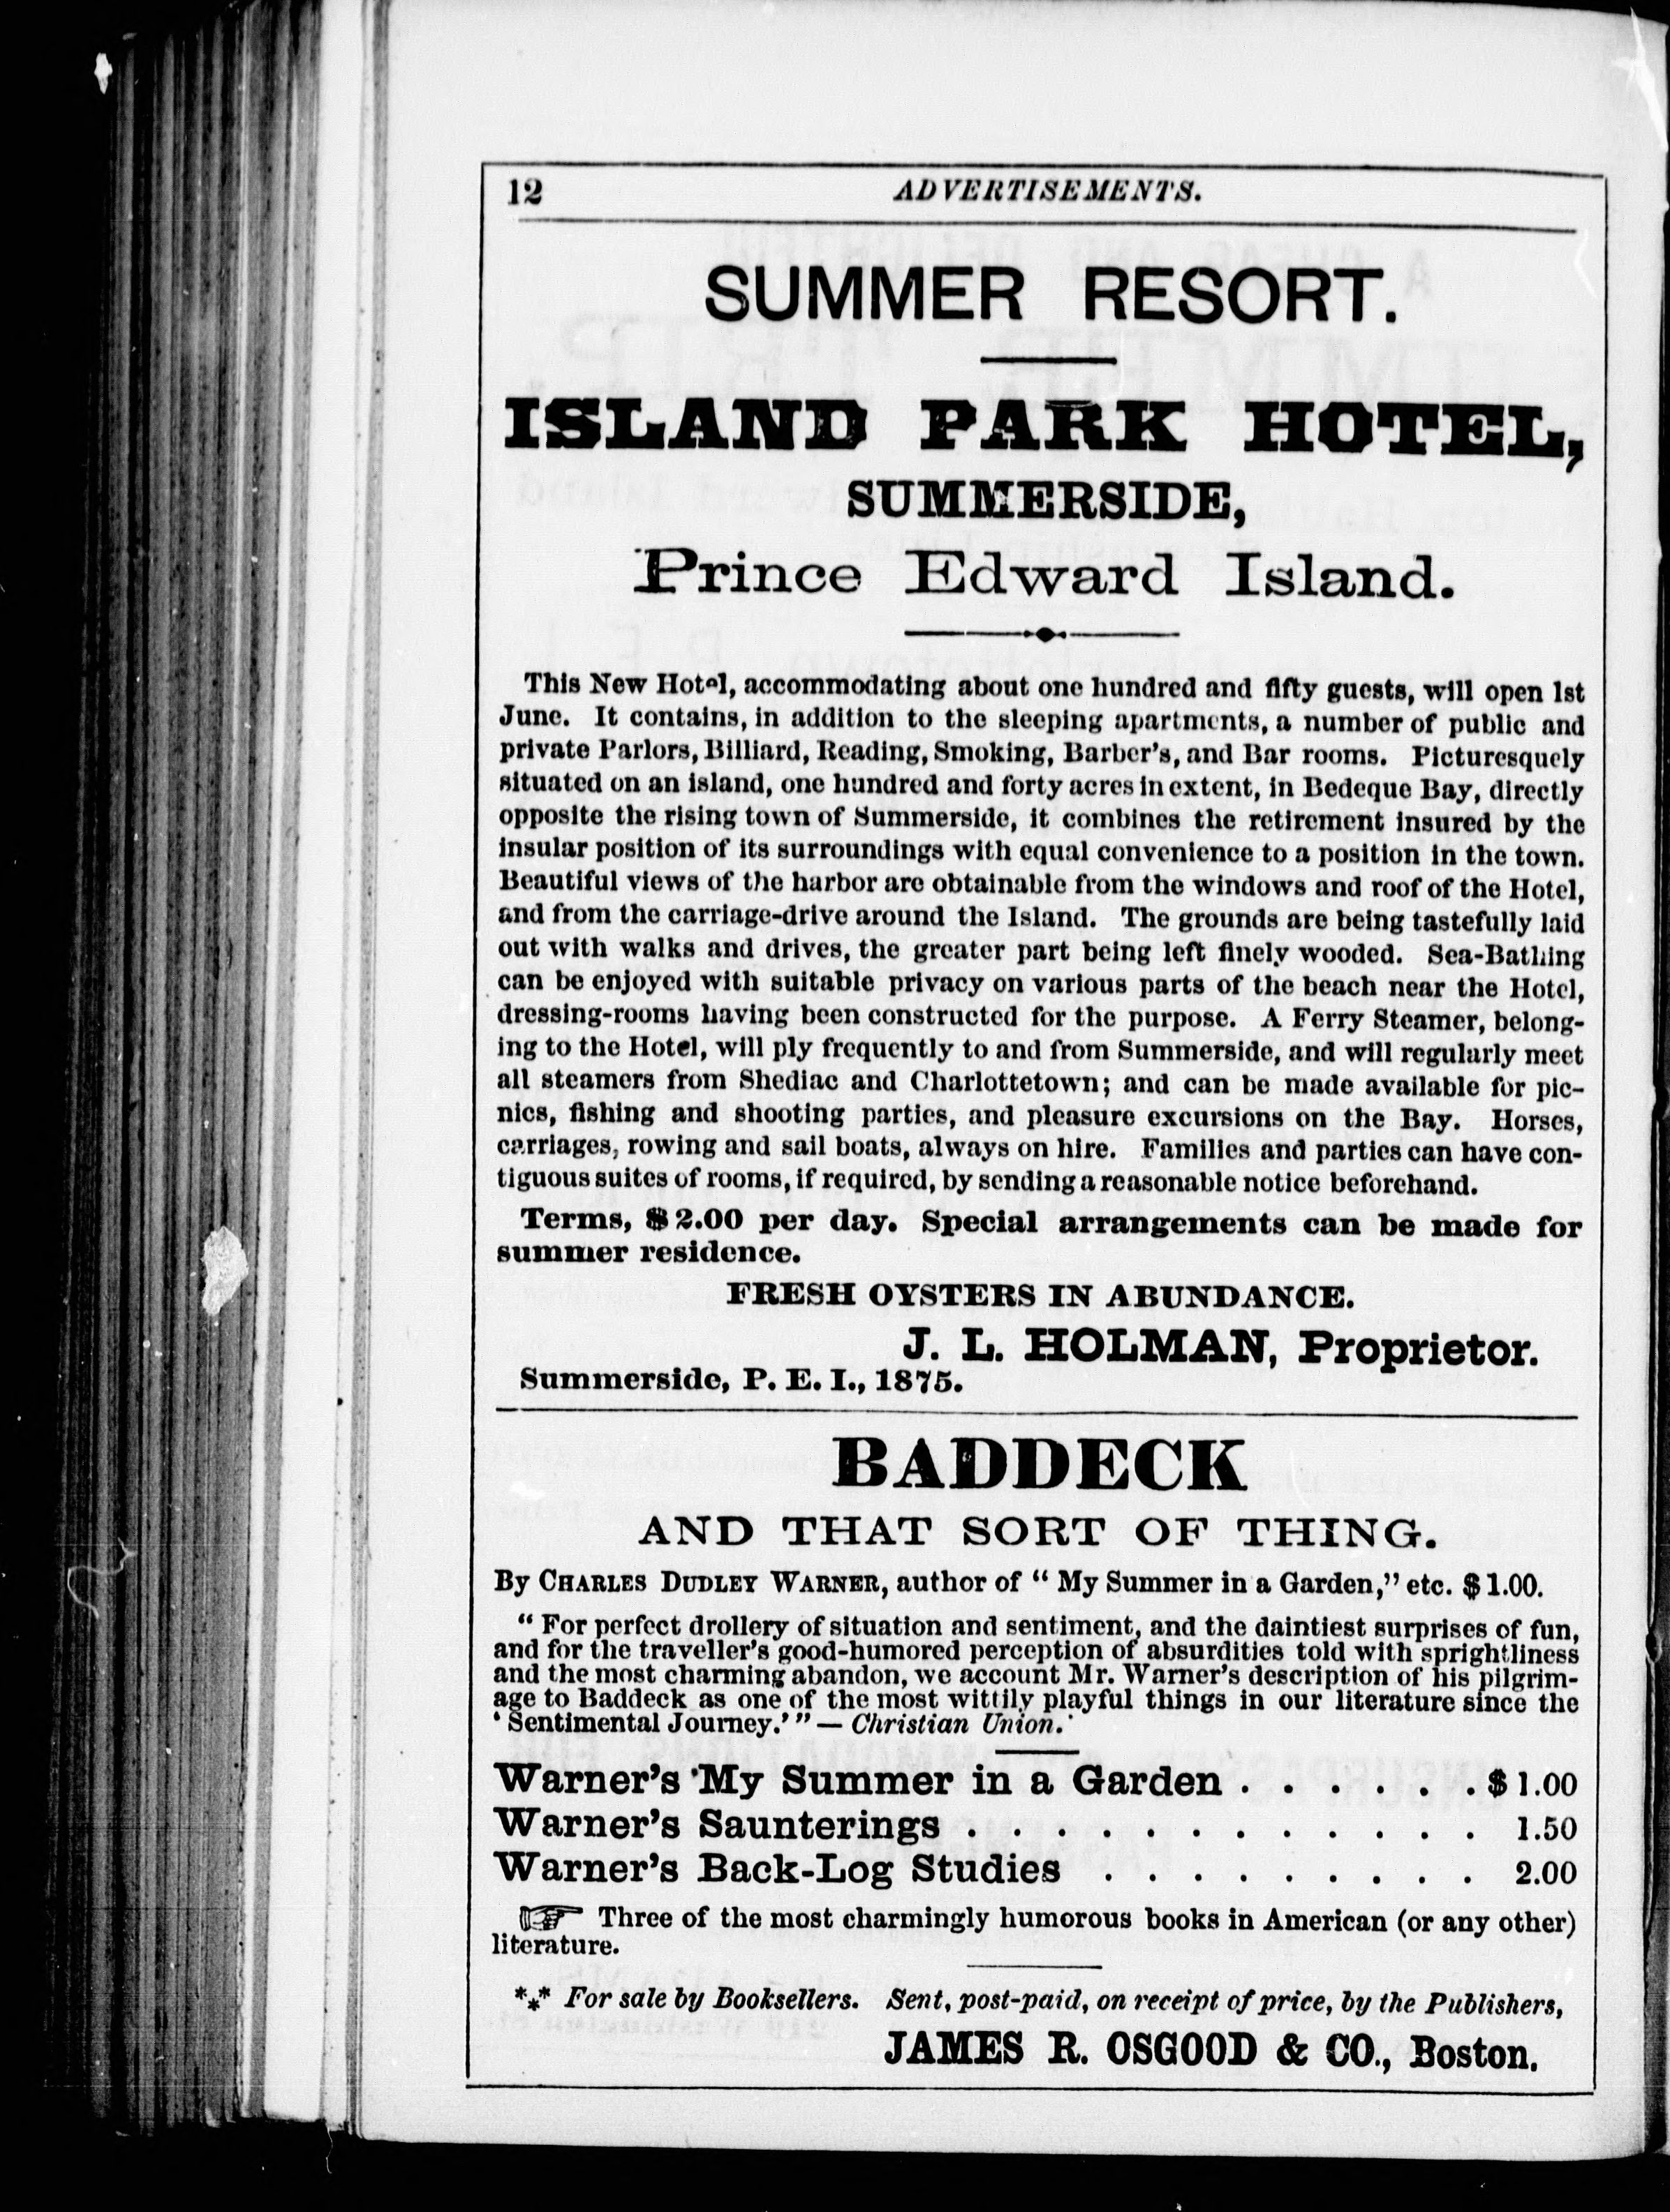 12 ADVERTISEMENTS.
SUMMER RESORT.
ISLAND PARK HOTEL,
SUMMERSIDE,
Prince Edward Island.
This New Hotel, accommodating about one hundred and fifty guests, will open 1st
June. It contains, in addition to the sleeping apartments, a number of public and
private Parlors, Billiard, Reading, Smoking, Barber's, and Bar rooms. Picturesquely
situated on an island, one hundred and forty acres in extent, in Bedeque Bay, directly
opposite the rising town of Summerside, it combines the retirement insured by the
insular position of its surroundings with equal convenience to a position in the town.
Beautiful views of the harbor are obtainable from the windows and roof of the Hotel,
and from the carriage-drive around the Island. The grounds are being tastefully laid
out with walks and drives, the greater part being left finely wooded. Sea-Bathing
can be enjoyed with suitable privacy on various parts of the beach near the Hotel,
dressing-rooms having been constructed for the purpose. A Ferry Steamer, belong-
ing to the Hotel, will ply frequently to and from Summerside, and will regularly meet
all steamers from Shediac and Charlottetown; and can be made available for pic-
nics, fishing and shooting parties, and pleasure excursions on the Bay. Horses,
carriages, rowing and sail boats, always on hire. Families and parties can have con-
tiguous suites of rooms, if required, by sending a reasonable notice beforehand.
Terms, $2.00 per day. Special arrangements can be made for
summer residence.
FRESH OYSTERS IN ABUNDANCE.
J. L. HOLMAN, Proprietor.
Summerside, P. E. I., 1875.
BADDECK
AND THAT SORT OF THING.
By CHARLES DUDLEY WARNER, author of "My Summer in a Garden," etc. $1.00.
"For perfect drollery of situation and sentiment, and the daintiest surprises of fun,
and for the traveller's good-humored perception of absurdities told with sprightliness
and the most charming abandon, we account Mr. Warner's description of his pilgrim-
age to Baddeck as one of the most wittily playful things in our literature since the
'Sentimental Journey.'" — Christian Union.
Warner's My Summer in a Garden . . . . . . $1.00
Warner's Saunterings . . . . . . . . . . . . 1.50
Warner's Back-Log Studies . . . . . . . . . 2.00
☞ Three of the most charmingly humorous books in American (or any other)
literature.
*** For sale by Booksellers. Sent, post-paid, on receipt of price, by the Publishers,
JAMES R. OSGOOD & CO., Boston.